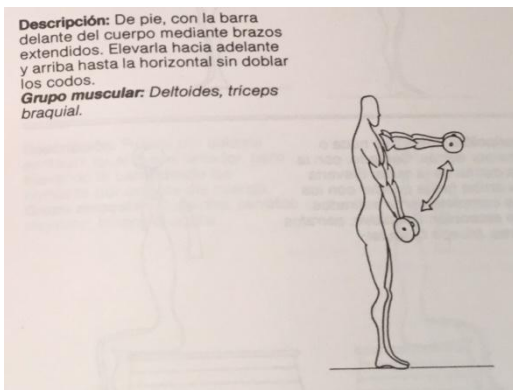 Descripción: De pie, con la barra
delante del cuerpo mediante brazos
extendidos. Elevarla hacia adelante
y arriba hasta la horizontal sin doblar
los codos.
Grupo muscular: Deltoides, triceps
braquial.